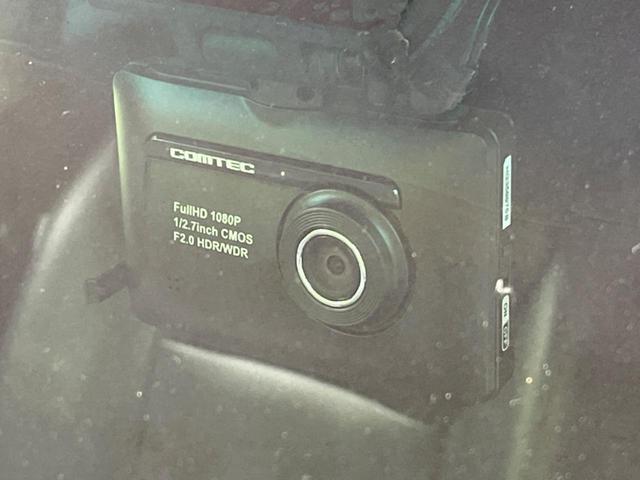 COMTEC
FullHD 1080P
1/2.7inch CMOS
F2.0 HDR/WDR